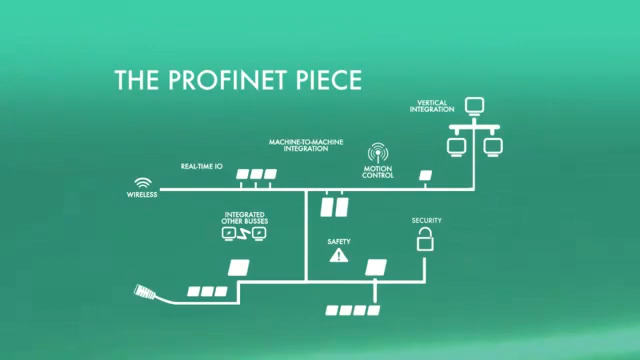 THE PROFINET PIECE
VERTICAL
INTEGRATION
MACHINE-TO-MACHINE
INTEGRATION
REAL-TIME IO
MOTION
CONTROL
WIRELESS
INTEGRATED
OTHER BUSSES
SECURITY
SAFETY